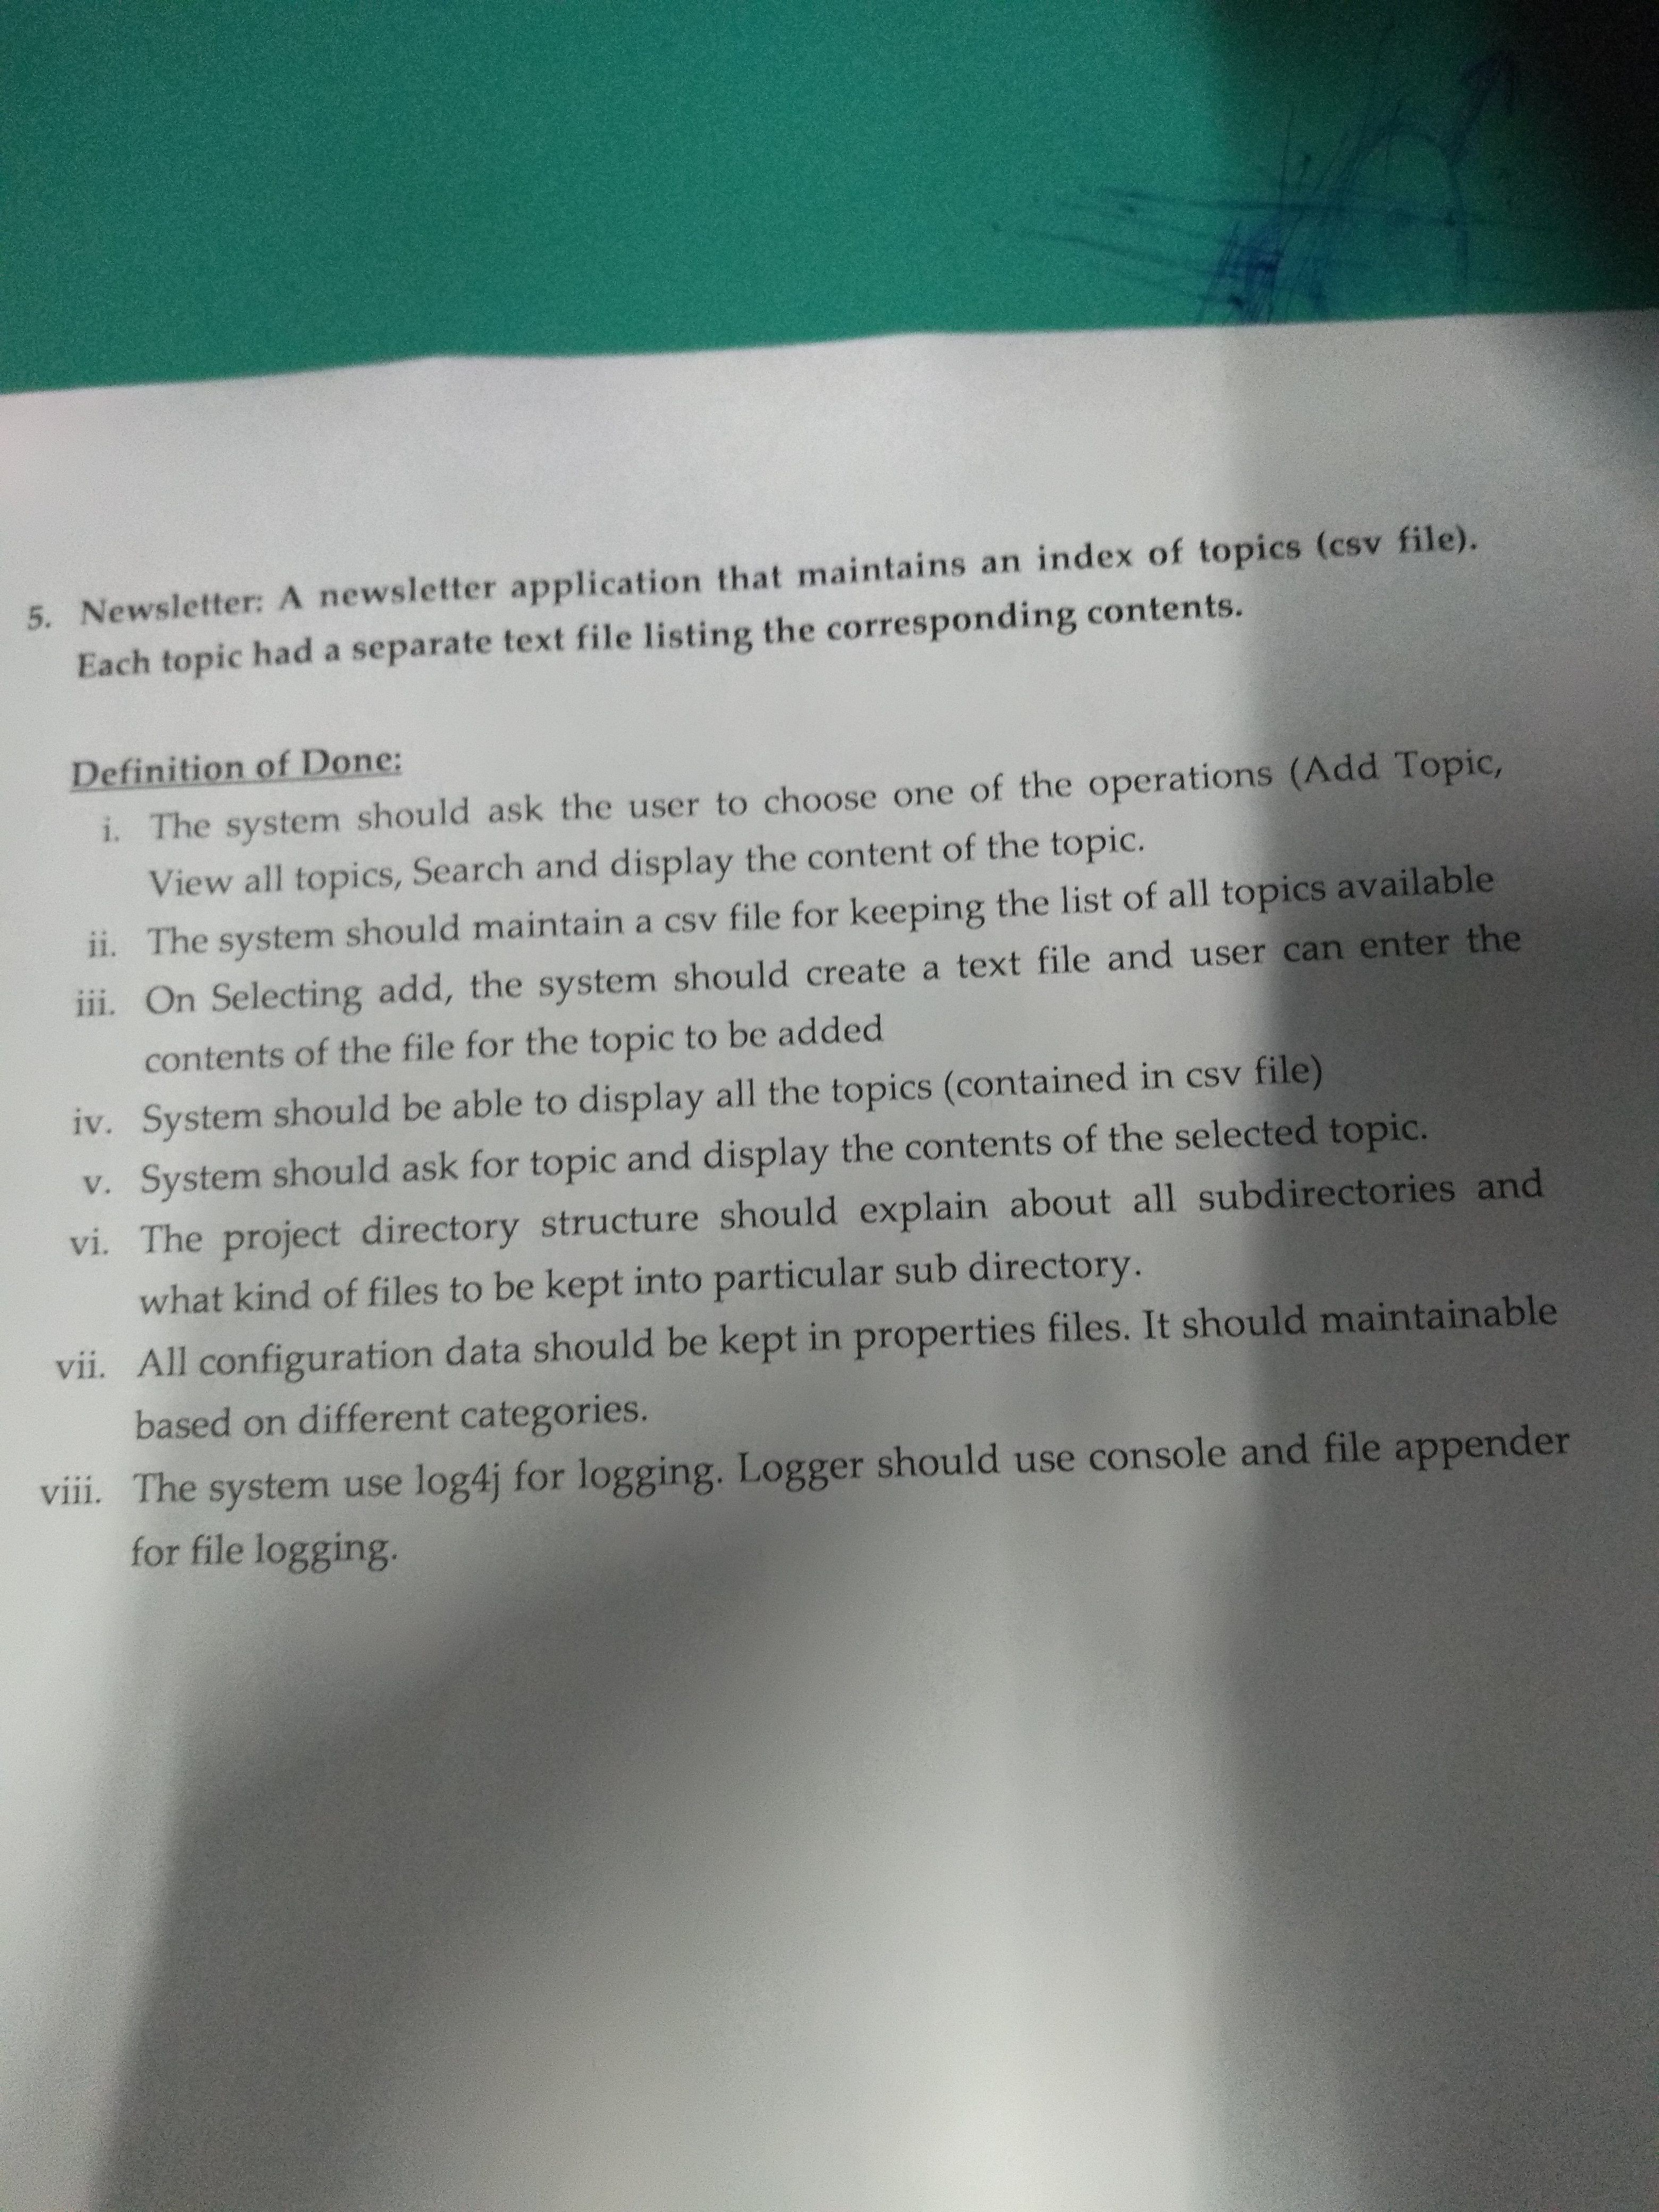 5. Newsletter: A newsletter application that maintains an index of topics (csv file).
Each topic had a separate text file listing the corresponding contents.
Definition of Done:
i. The system should ask the user to choose one of the operations (Add Topic,
View all topics, Search and display the content of the topic.
ii. The system should maintain a csv file for keeping the list of all topics available
iii. On Selecting add, the system should create a text file and user can enter the
contents of the file for the topic to be added
iv. System should be able to display all the topics (contained in csv file)
v. System should ask for topic and display the contents of the selected topic.
vi. The project directory structure should explain about all subdirectories and
what kind of files to be kept into particular sub directory.
vii. All configuration data should be kept in properties files. It should maintainable
based on different categories.
viii. The system use log4j for logging. Logger should use console and file appender
for file logging.